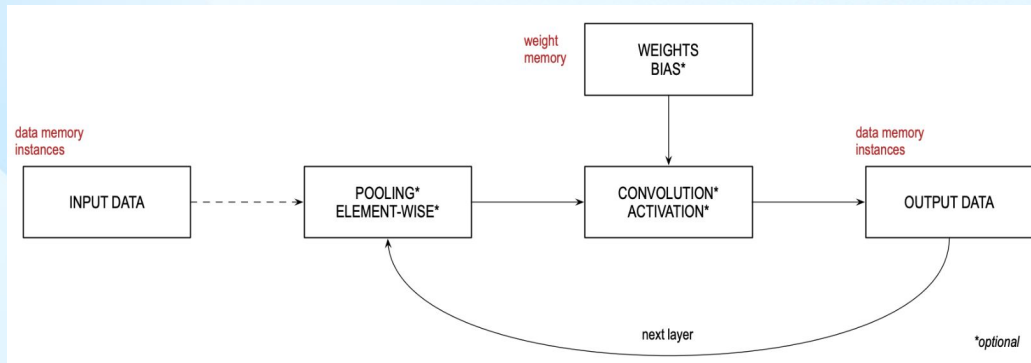 weight
memory
WEIGHTS
BIAS*
data memory
instances
INPUT DATA
POOLING*
ELEMENT-WISE*
CONVOLUTION*
ACTIVATION*
data memory
instances
OUTPUT DATA
next layer
*optional